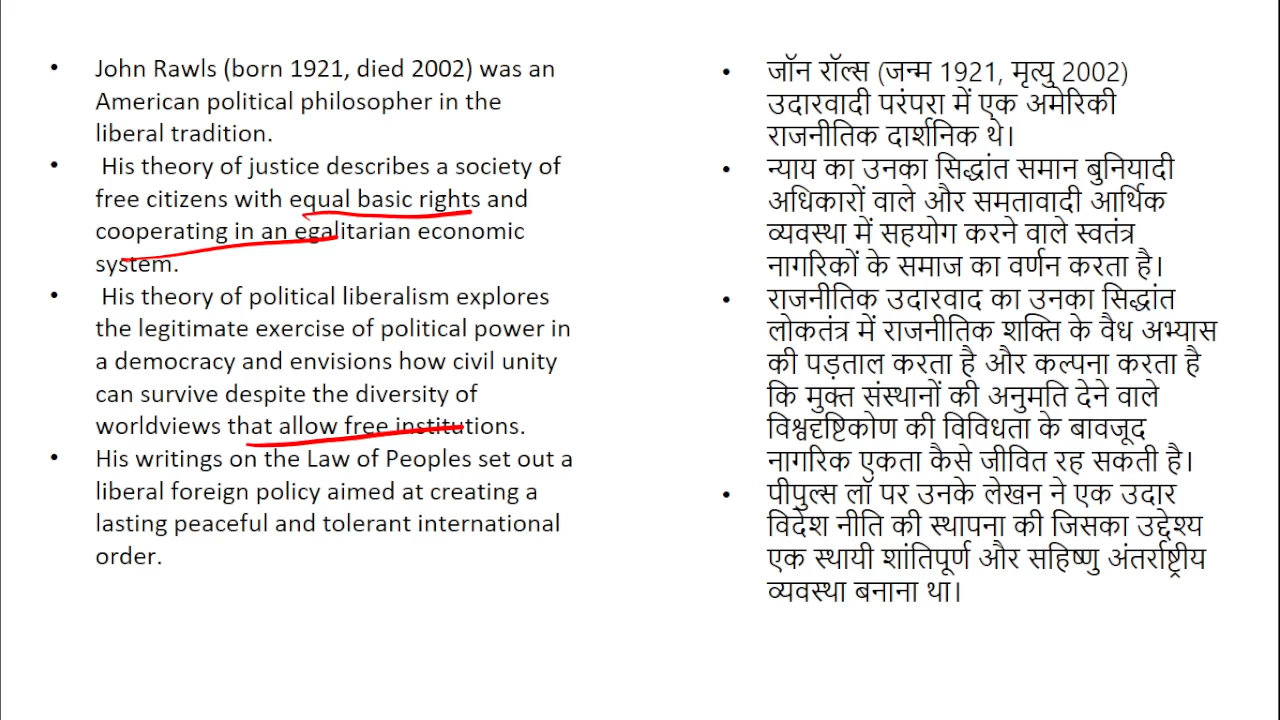 • John Rawls (born 1921, died 2002) was an
American political philosopher in the
liberal tradition.
• His theory of justice describes a society of
free citizens with equal basic rights and
cooperating in an egalitarian economic
system.
• His theory of political liberalism explores
the legitimate exercise of political power in
a democracy and envisions how civil unity
can survive despite the diversity of
worldviews that allow free institutions.
• His writings on the Law of Peoples set out a
liberal foreign policy aimed at creating a
lasting peaceful and tolerant international
order.
• जॉन रॉल्स (जन्म 1921, मृत्यु 2002)
उदारवादी परंपरा में एक अमेरिकी
राजनीतिक दार्शनिक थे।
• न्याय का उनका सिद्धांत समान बुनियादी
अधिकारों वाले और समतावादी आर्थिक
व्यवस्था में सहयोग करने वाले स्वतंत्र
नागरिकों के समाज का वर्णन करता है।
• राजनीतिक उदारवाद का उनका सिद्धांत
लोकतंत्र में राजनीतिक शक्ति के वैध अभ्यास
की पड़ताल करता है और कल्पना करता है
कि मुक्त संस्थानों की अनुमति देने वाले
विश्वदृष्टिकोण की विविधता के बावजूद
नागरिक एकता कैसे जीवित रह सकती है।
• पीपुल्स लॉ पर उनके लेखन ने एक उदार
विदेश नीति की स्थापना की जिसका उद्देश्य
एक स्थायी शांतिपूर्ण और सहिष्णु अंतर्राष्ट्रीय
व्यवस्था बनाना था।